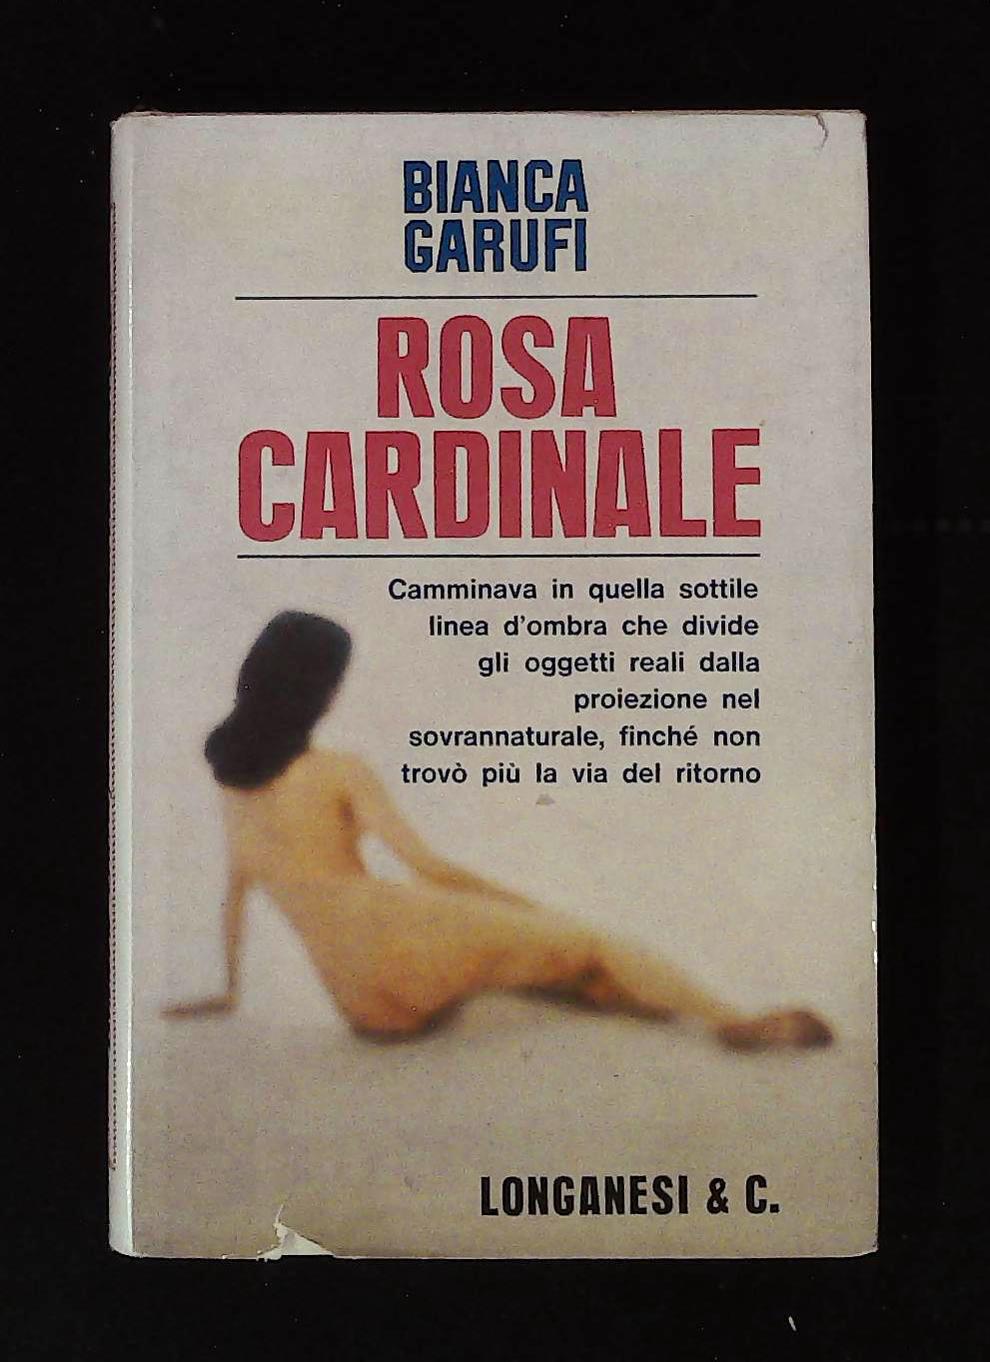 BIANCA
GARUFI
ROSA
CARDINALE
Camminava in quella sottile
linea d'ombra che divide
gli oggetti reali dalla
proiezione nel
sovrannaturale, finché non
trovò più la via del ritorno
LONGANESI & C.